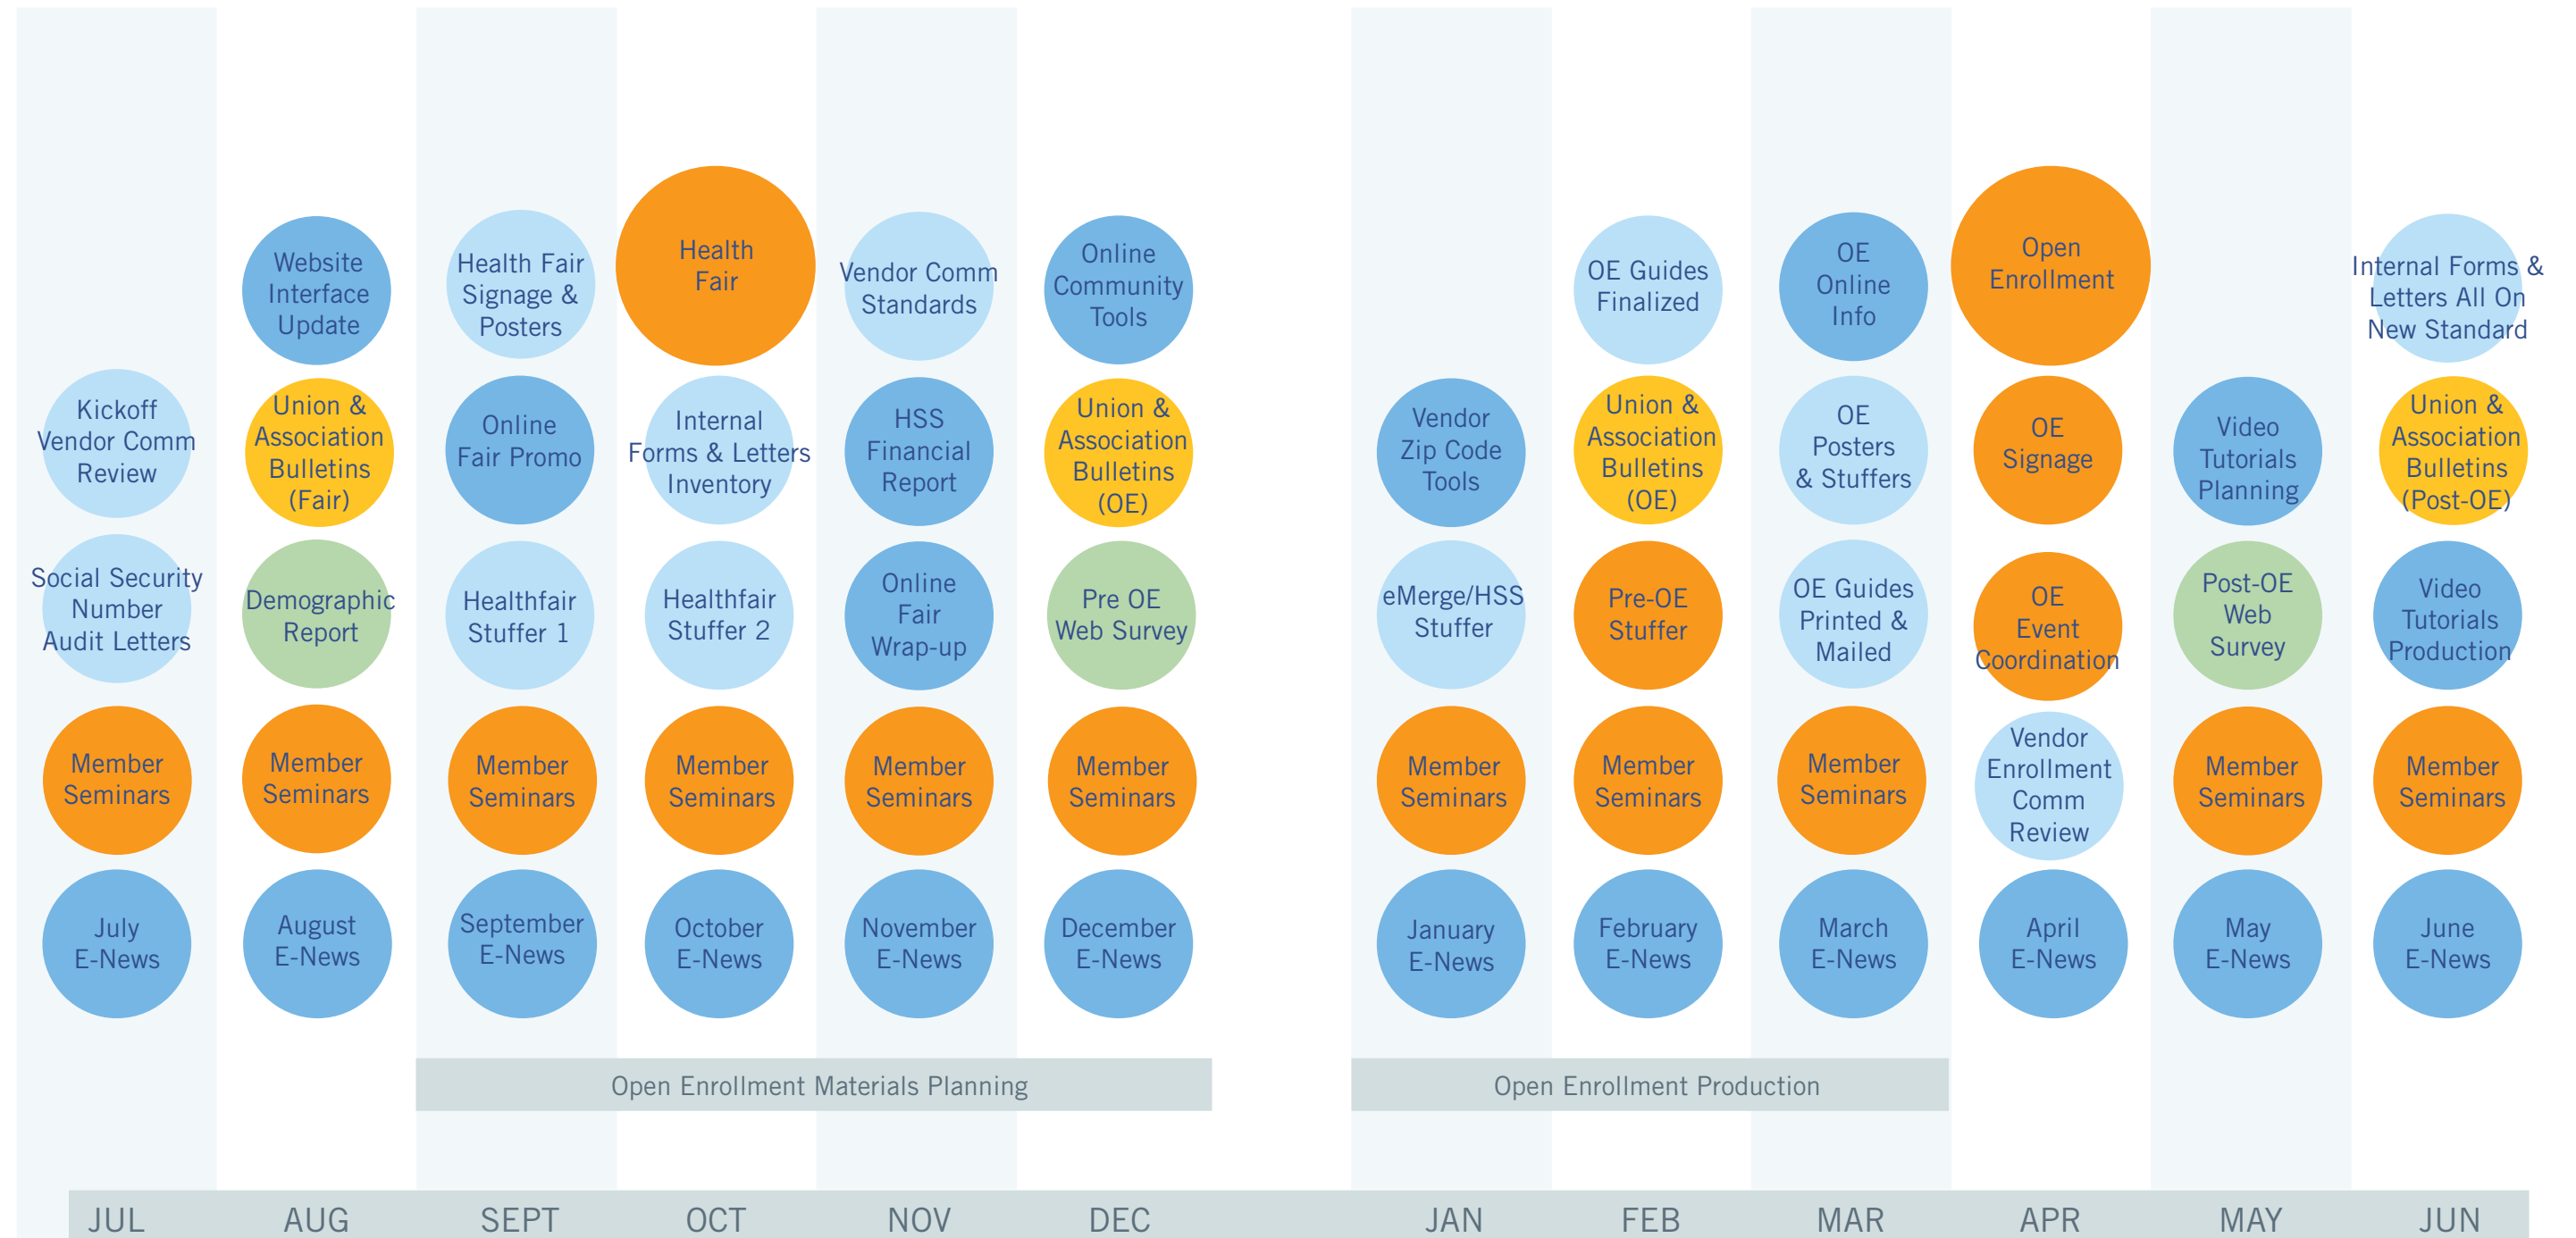 Website
Interface
Update
Health Fair
Signage &
Posters
Health
Fair
Vendor Comm
Standards
Online
Community
Tools
OE Guides
Finalized
OE
Online
Info
Open
Enrollment
Internal Forms &
Letters All On
New Standard
Kickoff
Vendor Comm
Review
Union &
Association
Bulletins
(Fair)
Online
Fair Promo
Internal
Forms & Letters
Inventory
HSS
Financial
Report
Union &
Association
Bulletins
(OE)
Vendor
Zip Code
Tools
Union &
Association
Bulletins
(OE)
OE
Posters
& Stuffers
OE
Signage
Video
Tutorials
Planning
Union &
Association
Bulletins
(Post-OE)
Social Security
Number
Audit Letters
Demographic
Report
Healthfair
Stuffer 1
Healthfair
Stuffer 2
Online
Fair
Wrap-up
Pre OE
Web Survey
eMerge/HSS
Stuffer
Pre-OE
Stuffer
OE Guides
Printed &
Mailed
OE
Event
Coordination
Post-OE
Web
Survey
Video
Tutorials
Production
Member
Seminars
Member
Seminars
Member
Seminars
Member
Seminars
Member
Seminars
Member
Seminars
Member
Seminars
Member
Seminars
Member
Seminars
Vendor
Enrollment
Comm
Review
Member
Seminars
Member
Seminars
July
E-News
August
E-News
September
E-News
October
E-News
November
E-News
December
E-News
January
E-News
February
E-News
March
E-News
April
E-News
May
E-News
June
E-News
Open Enrollment Materials Planning
Open Enrollment Production
JUL
AUG
SEPT
OCT
NOV
DEC
JAN
FEB
MAR
APR
MAY
JUN